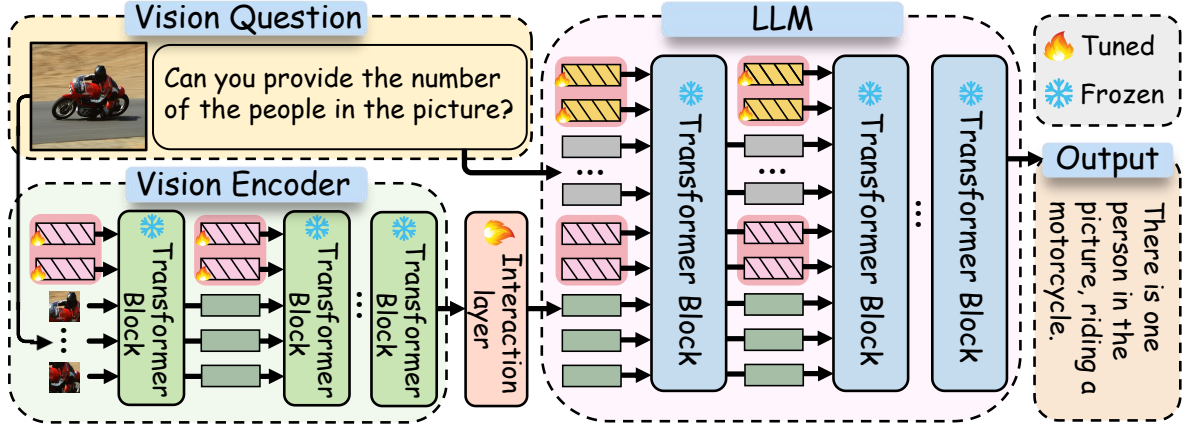 Vision Question
Can you provide the number
of the people in the picture?
Vision Encoder
Transformer
Block
Transformer
Block
...
Transformer
Block
Interaction
layer
LLM
...
Transformer Block
...
Transformer Block
...
Transformer Block
Tuned
Frozen
Output
There is one
person in the
picture, riding a
motorcycle.